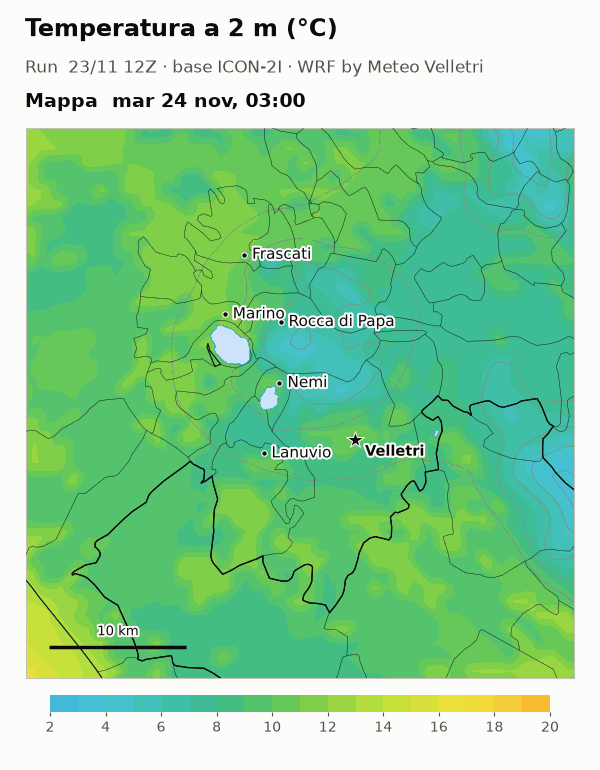 Temperatura a 2 m (°C)
Run  23/11 12Z · base ICON-2I · WRF by Meteo Velletri
Mappa  mar 24 nov, 03:00
Frascati
Marino
Rocca di Papa
Nemi
Velletri
Lanuvio
10 km
2 4 6 8 10 12 14 16 18 20